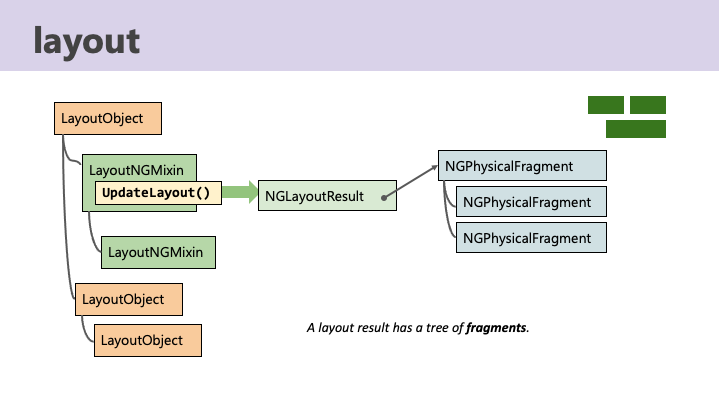 layout
LayoutObject
LayoutNGMixin
UpdateLayout()
NGLayoutResult
NGPhysicalFragment
NGPhysicalFragment
NGPhysicalFragment
LayoutNGMixin
LayoutObject
LayoutObject
A layout result has a tree of fragments.